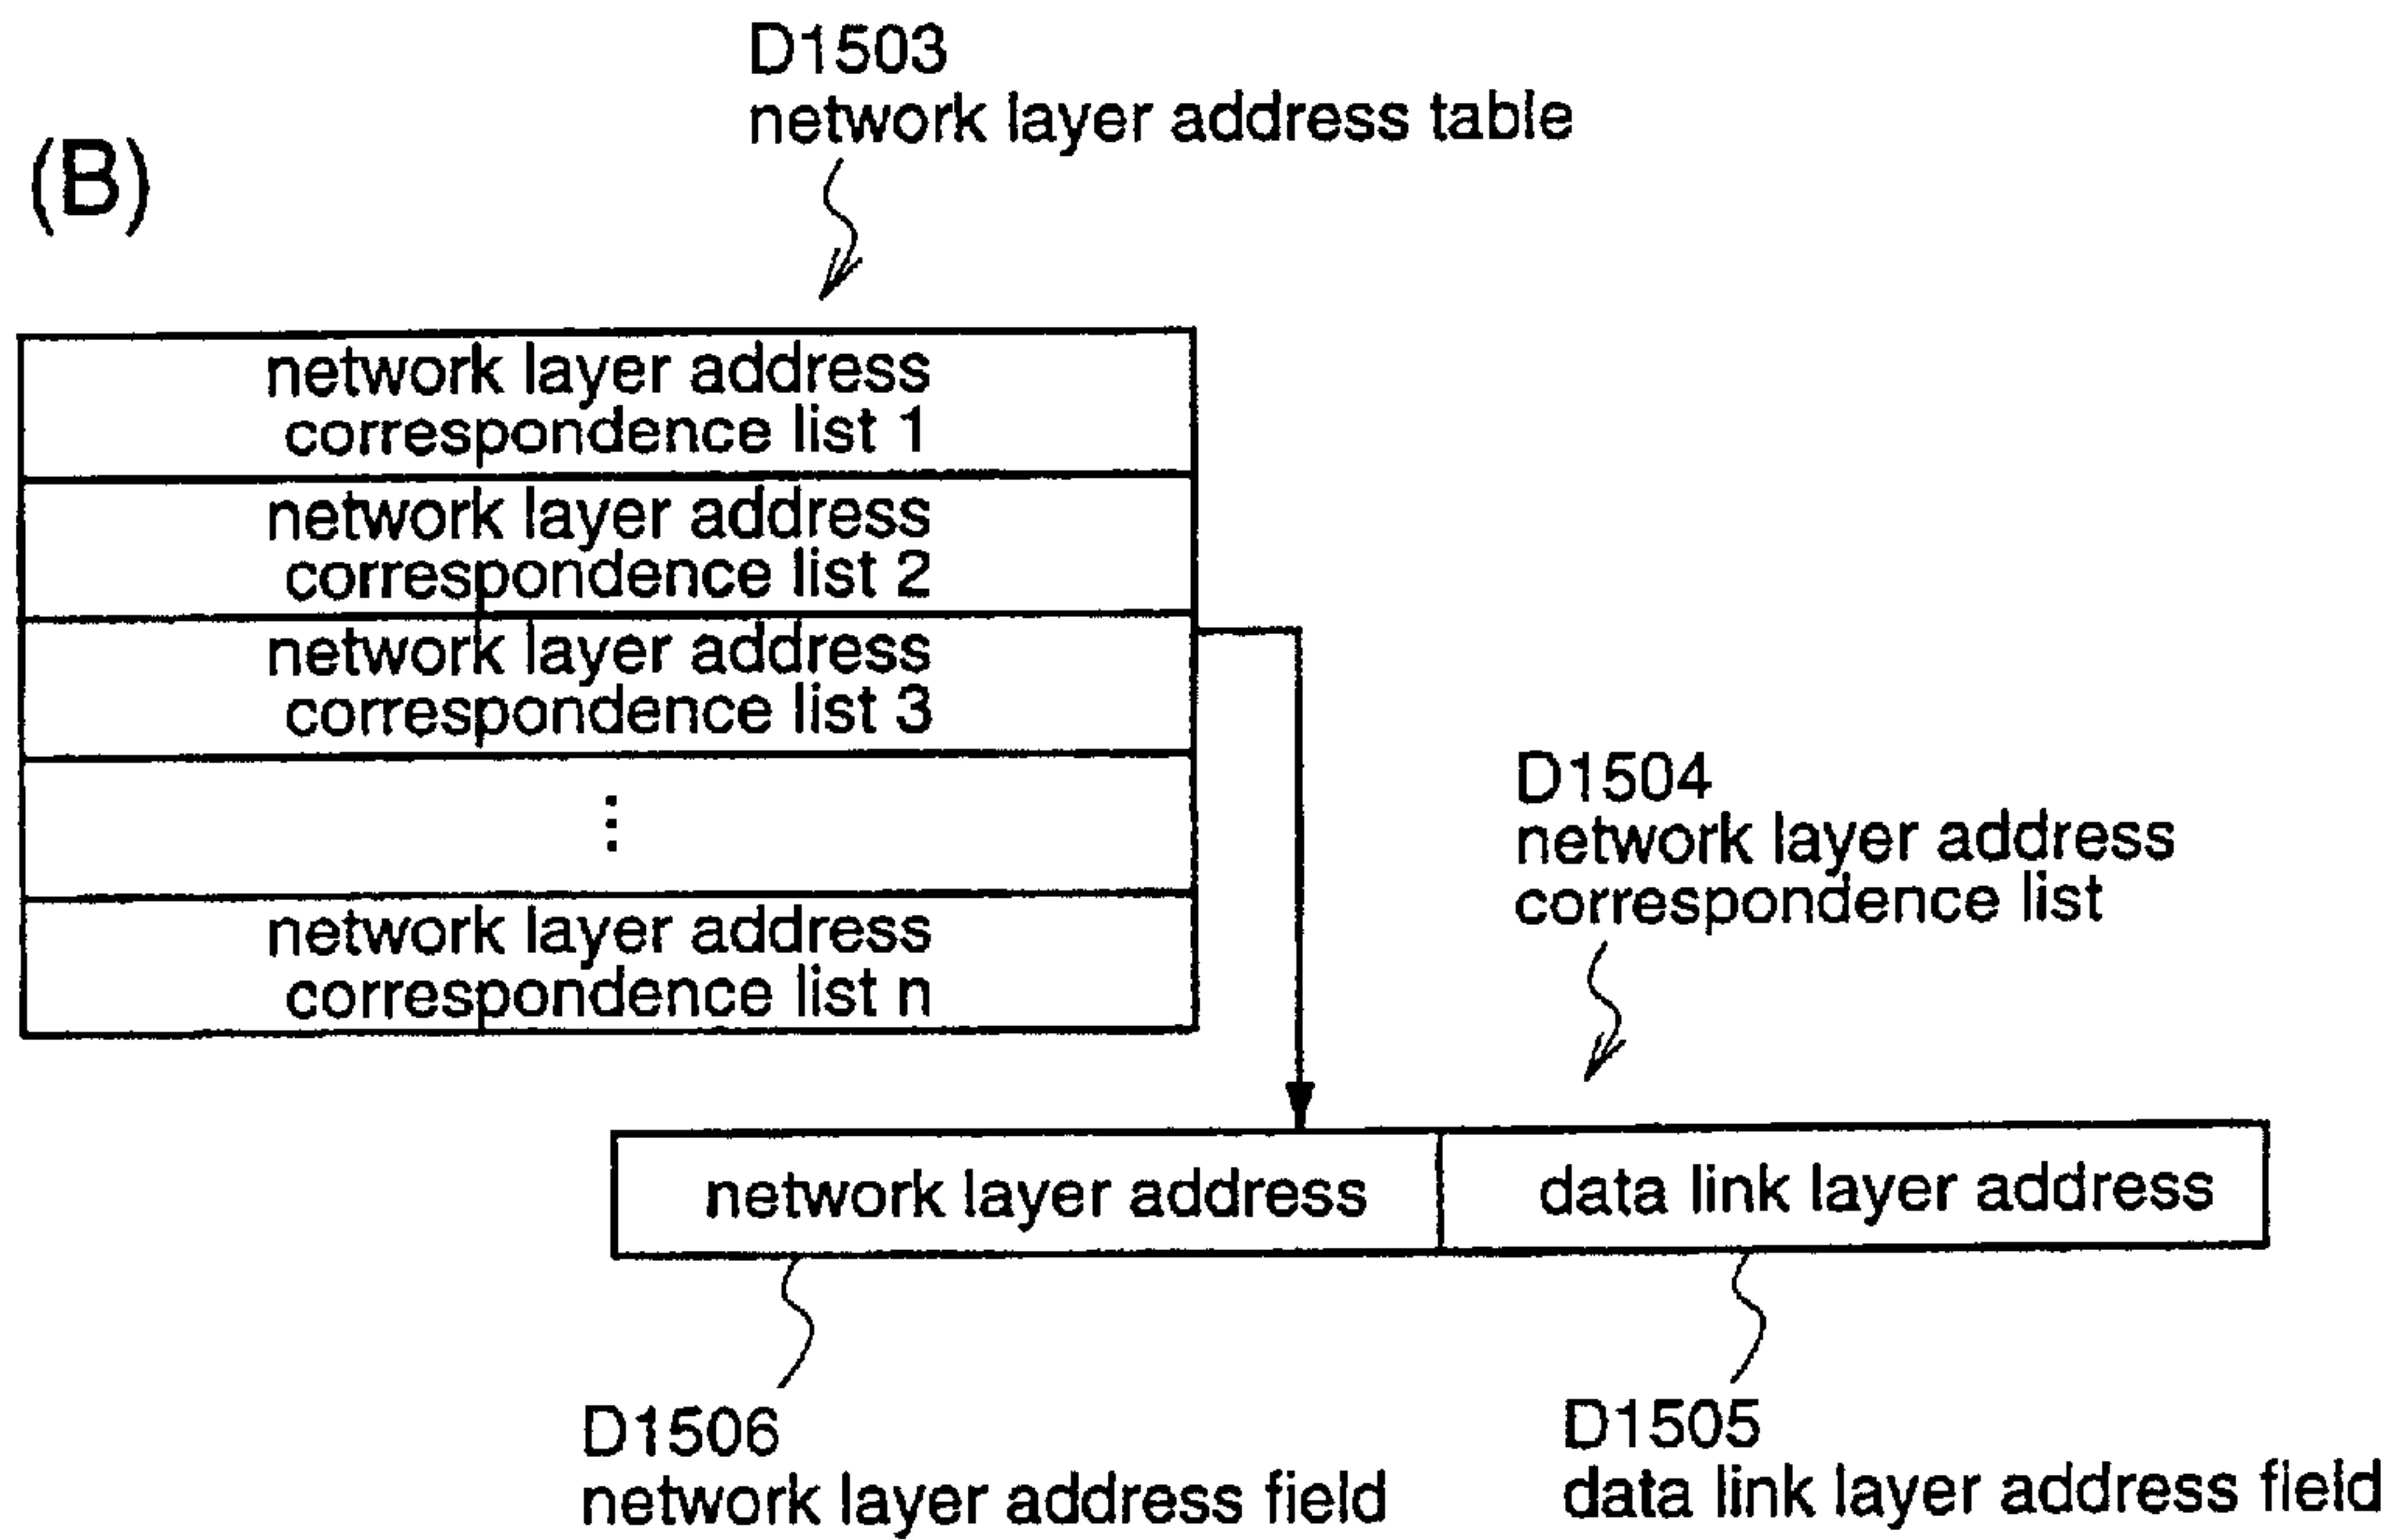 D1503
network layer address table
(B)
network layer address
correspondence list 1
network layer address
correspondence list 2
network layer address
correspondence list 3
⋮
network layer address
correspondence list n
D1504
network layer address
correspondence list
network layer address
data link layer address
D1506
network layer address field
D1505
data link layer address field